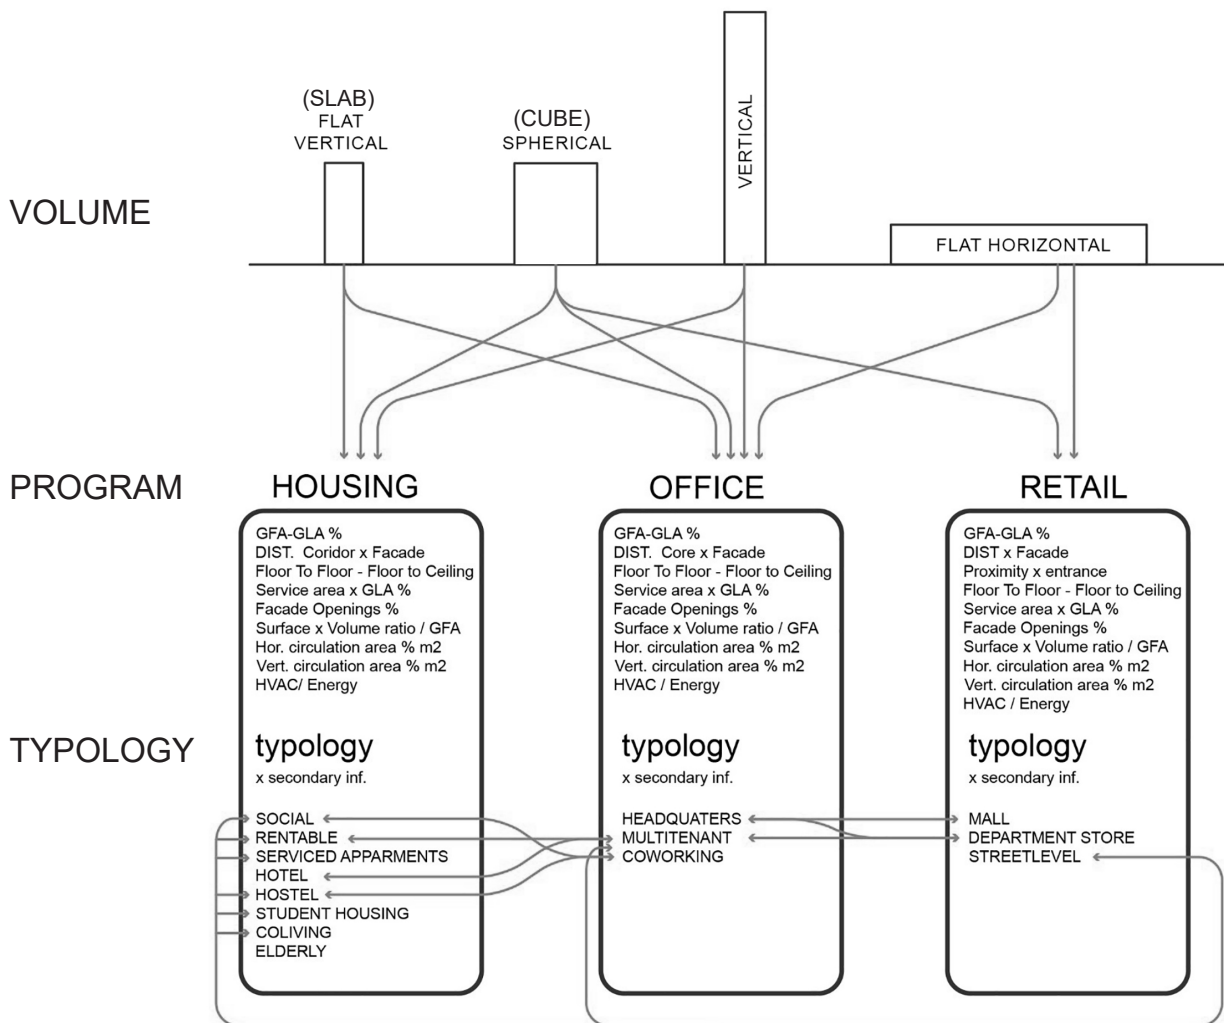 (SLAB)
FLAT
VERTICAL
(CUBE)
SPHERICAL
VERTICAL
FLAT HORIZONTAL
VOLUME
PROGRAM
HOUSING
OFFICE
RETAIL
GFA-GLA %
DIST.  Coridor x Facade
Floor To Floor - Floor to Ceiling
Service area x GLA %
Facade Openings %
Surface x Volume ratio / GFA
Hor. circulation area % m2
Vert. circulation area % m2
HVAC/ Energy
GFA-GLA %
DIST.  Core x Facade
Floor To Floor - Floor to Ceiling
Service area x GLA %
Facade Openings %
Surface x Volume ratio / GFA
Hor. circulation area % m2
Vert. circulation area % m2
HVAC / Energy
GFA-GLA %
DIST x Facade
Proximity x entrance
Floor To Floor - Floor to Ceiling
Service area x GLA %
Facade Openings %
Surface x Volume ratio / GFA
Hor. circulation area % m2
Vert. circulation area % m2
HVAC / Energy
TYPOLOGY
typology
x secondary inf.
SOCIAL
RENTABLE
SERVICED APPARMENTS
HOTEL
HOSTEL
STUDENT HOUSING
COLIVING
ELDERLY
typology
x secondary inf.
HEADQUATERS
MULTITENANT
COWORKING
typology
x secondary inf.
MALL
DEPARTMENT STORE
STREETLEVEL